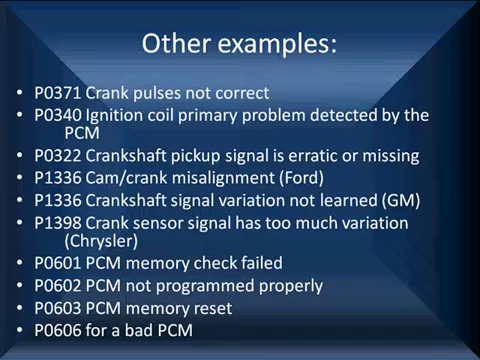 Other examples:
• P0371 Crank pulses not correct
• P0340 Ignition coil primary problem detected by the
PCM
• P0322 Crankshaft pickup signal is erratic or missing
• P1336 Cam/crank misalignment (Ford)
• P1336 Crankshaft signal variation not learned (GM)
• P1398 Crank sensor signal has too much variation
(Chrysler)
• P0601 PCM memory check failed
• P0602 PCM not programmed properly
• P0603 PCM memory reset
• P0606 for a bad PCM